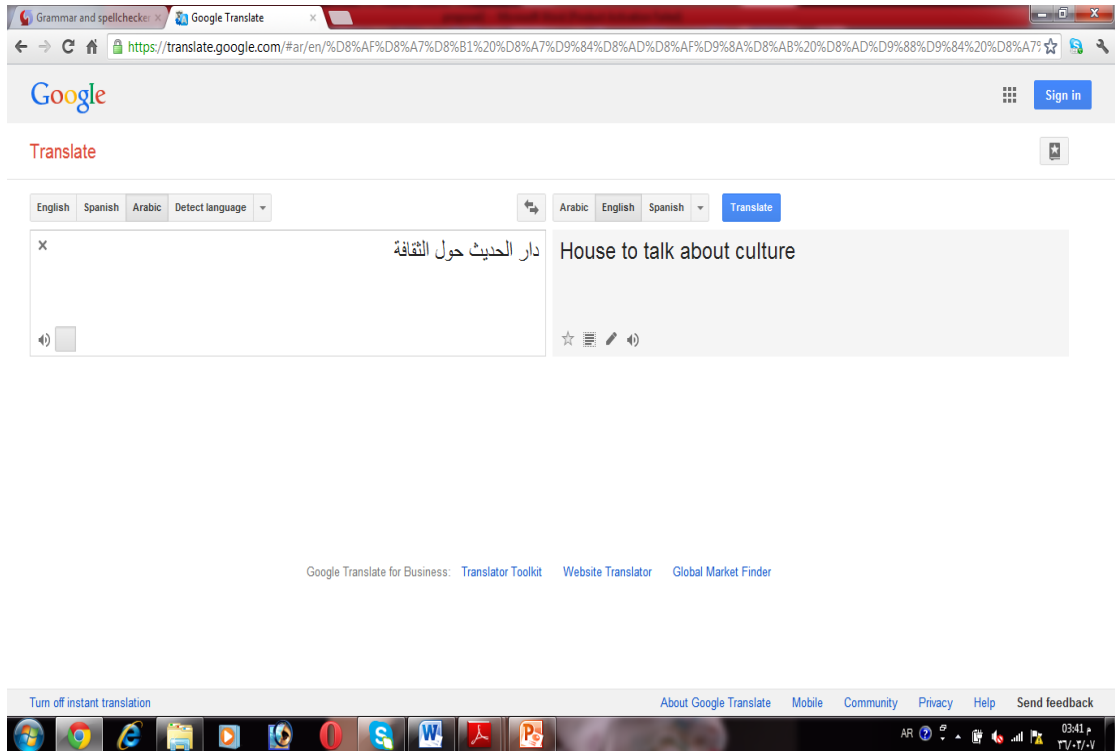 Grammar and spellchecker
Google Translate
https://translate.google.com/#ar/en/%D8%AF%D8%A7%D8%B1%20%D8%A7%D9%84%D8%AD%D8%AF%D9%8A%D8%AB%20%D8%AD%D9%88%D9%84%20%D8%A7
Google
Sign in
Translate
English Spanish Arabic Detect language
Arabic English Spanish Translate
دار الحديث حول الثقافة
House to talk about culture
Google Translate for Business: Translator Toolkit Website Translator Global Market Finder
Turn off instant translation About Google Translate Mobile Community Privacy Help Send feedback
AR
03:41 م